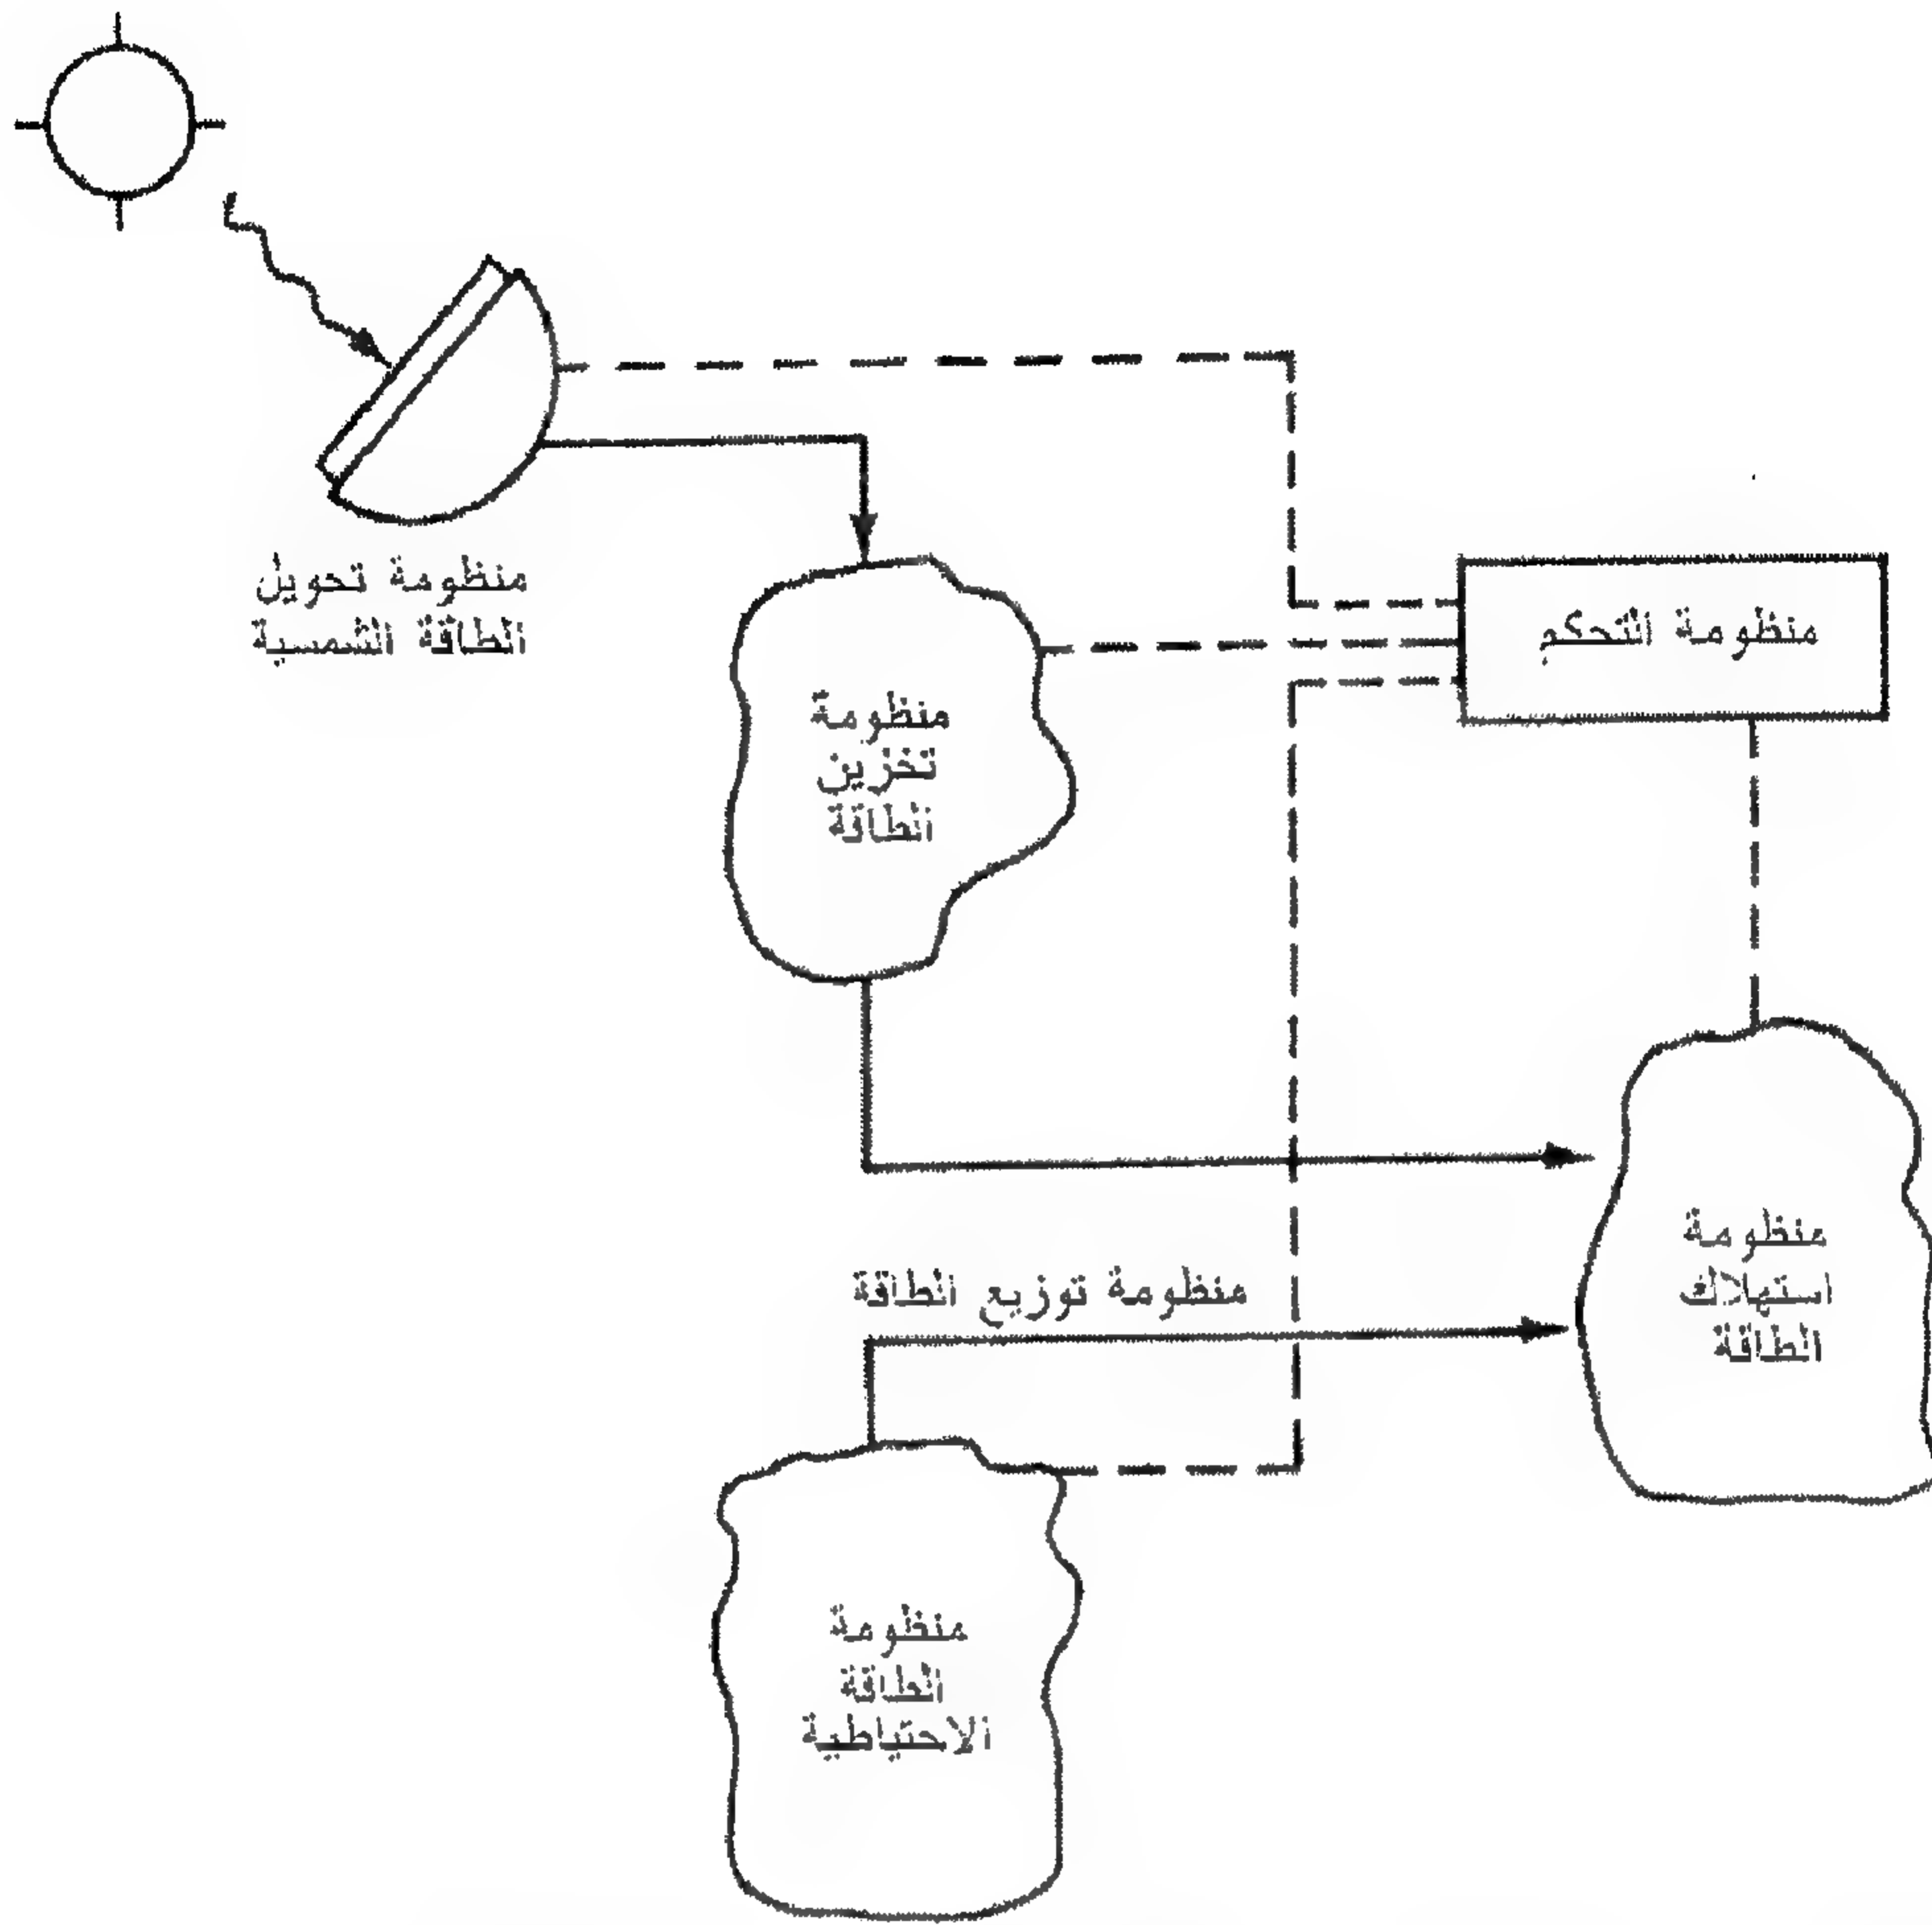 منظومة تحويل
الطاقة الشمسية
منظومة التحكم
منظومة
تخزين
الطاقة
منظومة
استهلاك
الطاقة
منظومة توزيع الطاقة
منظومة
الطاقة
الاحتياطية